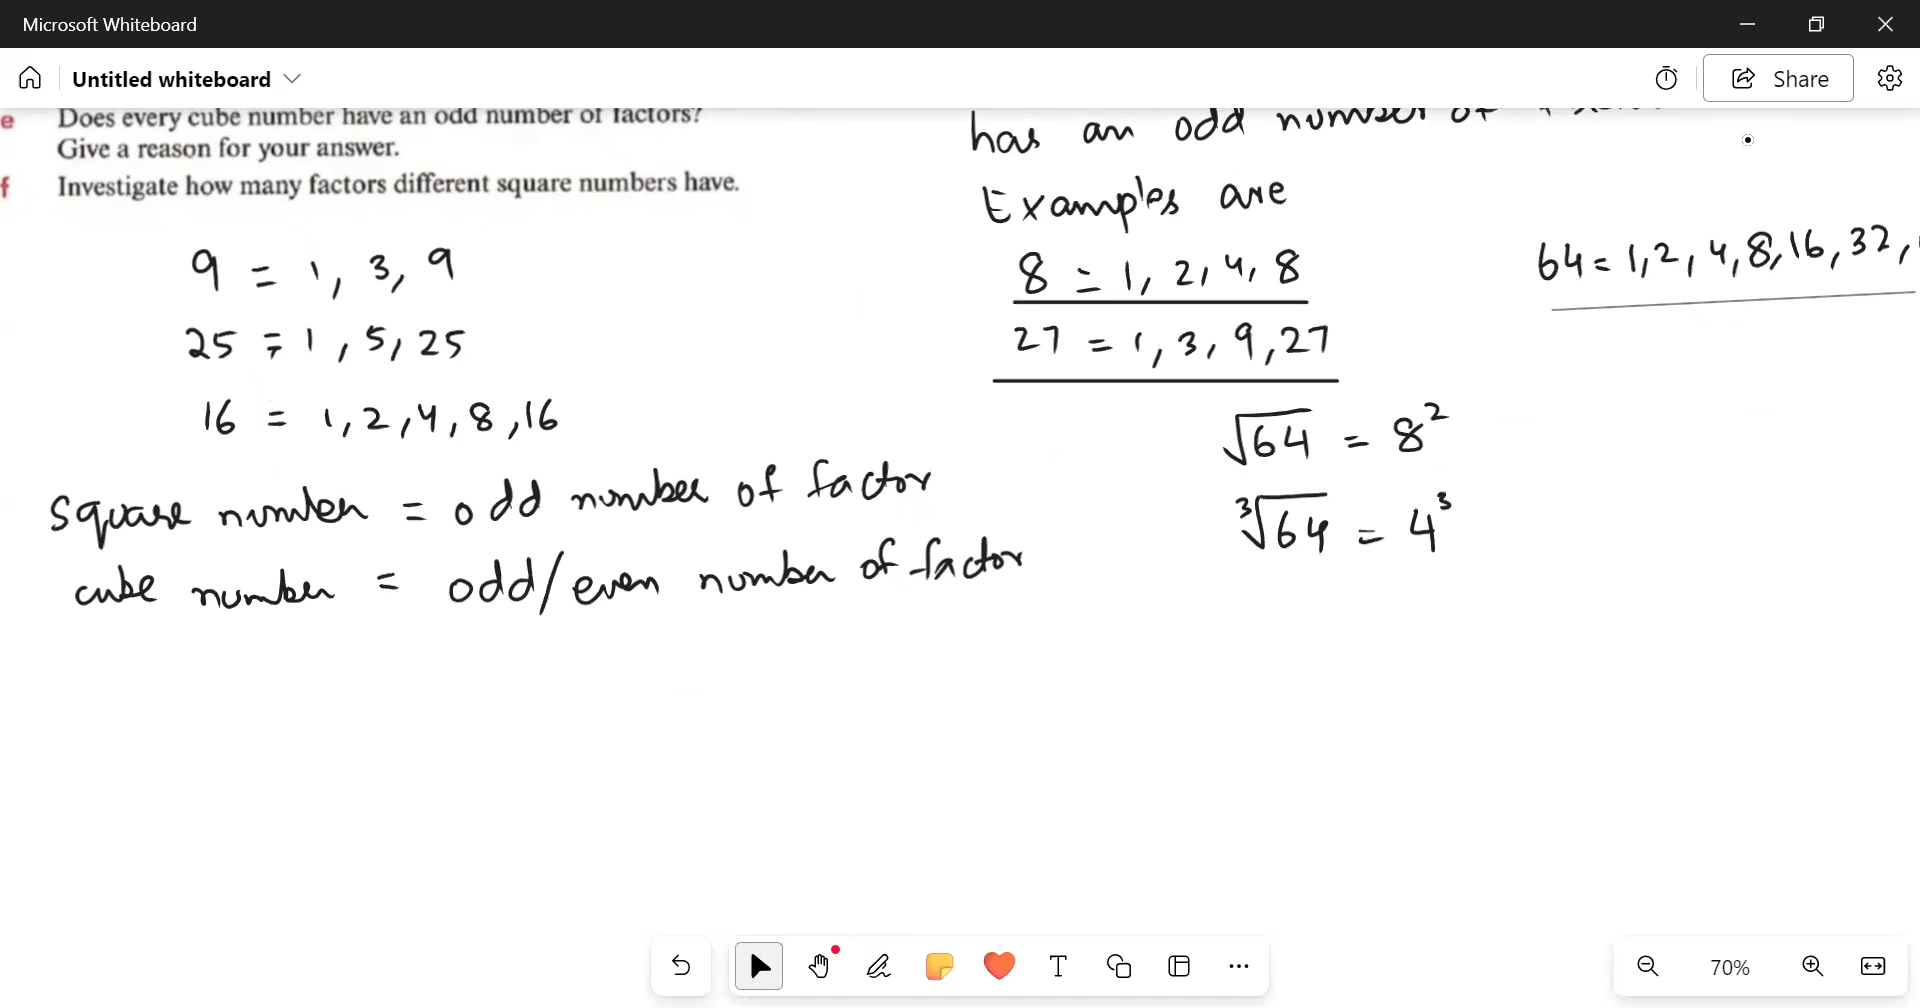 Microsoft Whiteboard
Untitled whiteboard
Share
e Does every cube number have an odd number of factors?
Give a reason for your answer.
f Investigate how many factors different square numbers have.
9 = 1, 3, 9
25 = 1, 5, 25
16 = 1, 2, 4, 8, 16
Square number = odd number of factor
cube number = odd/even number of factor
has an odd number of
Examples are
8 = 1, 2, 4, 8
27 = 1, 3, 9, 27
√64 = 8²
³√64 = 4³
64 = 1, 2, 4, 8, 16, 32,
70%